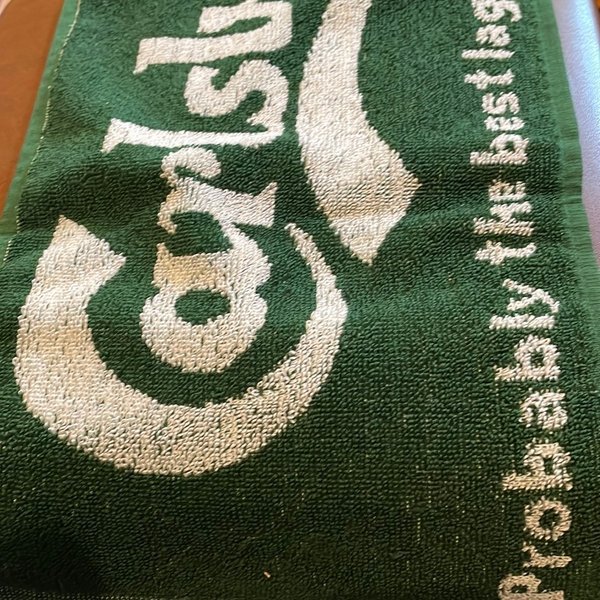 Carlsb
Probably the best lag